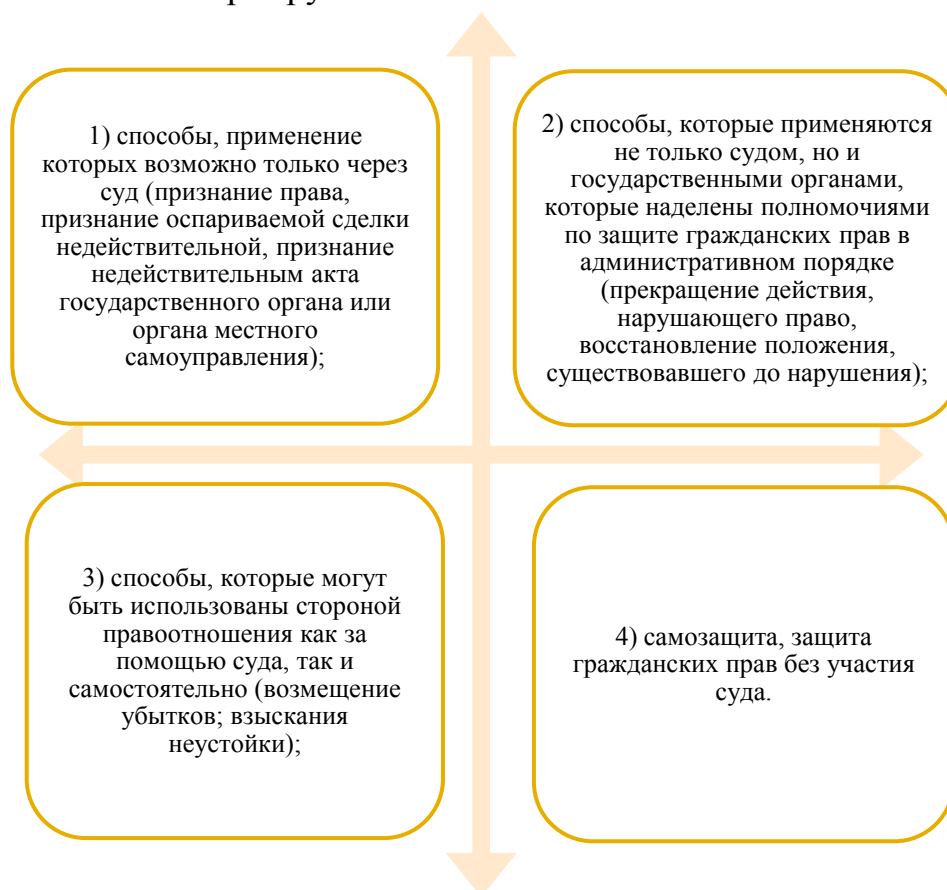 1) способы, применение
которых возможно только через
суд (признание права,
признание оспариваемой сделки
недействительной, признание
недействительным акта
государственного органа или
органа местного
самоуправления);
2) способы, которые применяются
не только судом, но и
государственными органами,
которые наделены полномочиями
по защите гражданских прав в
административном порядке
(прекращение действия,
нарушающего право,
восстановление положения,
существовавшего до нарушения);
3) способы, которые могут
быть использованы стороной
правоотношения как за
помощью суда, так и
самостоятельно (возмещение
убытков; взыскания
неустойки);
4) самозащита, защита
гражданских прав без участия
суда.